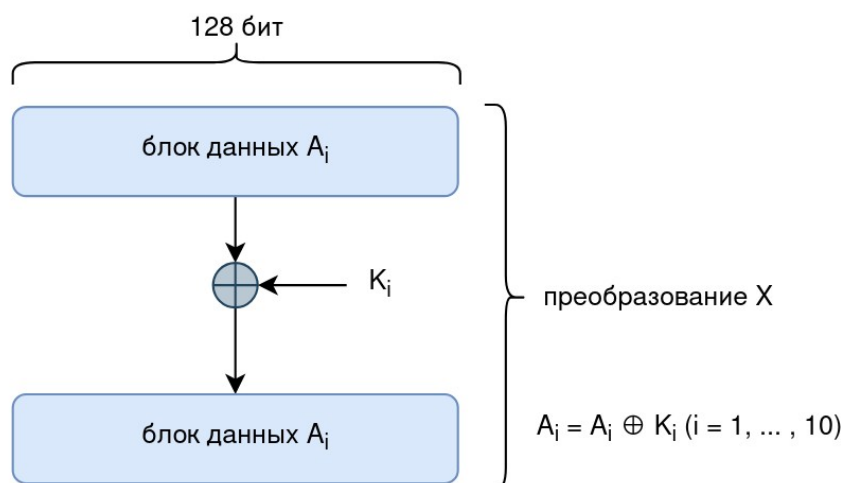 128 бит
блок данных Ai
Ki
преобразование X
блок данных Ai
Ai = Ai ⊕ Ki (i = 1, ... , 10)